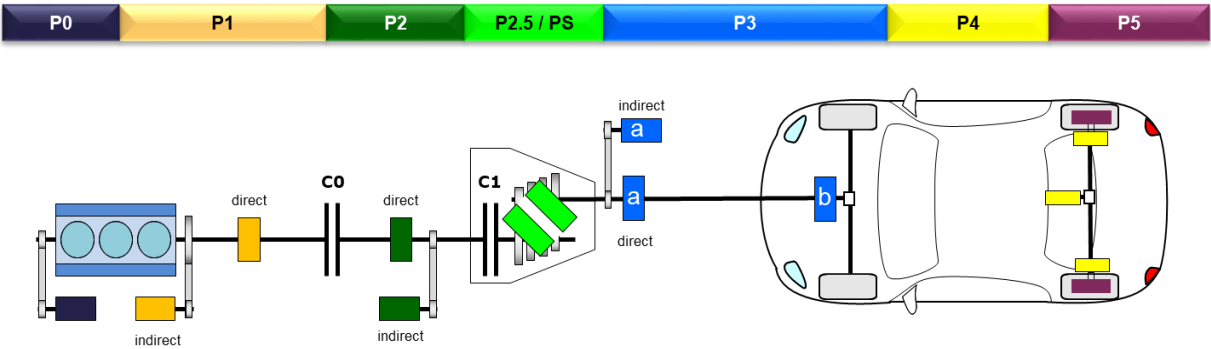 P0 P1 P2 P2.5 / PS P3 P4 P5
indirect
a
C0 C1
direct direct
a b
direct
indirect indirect